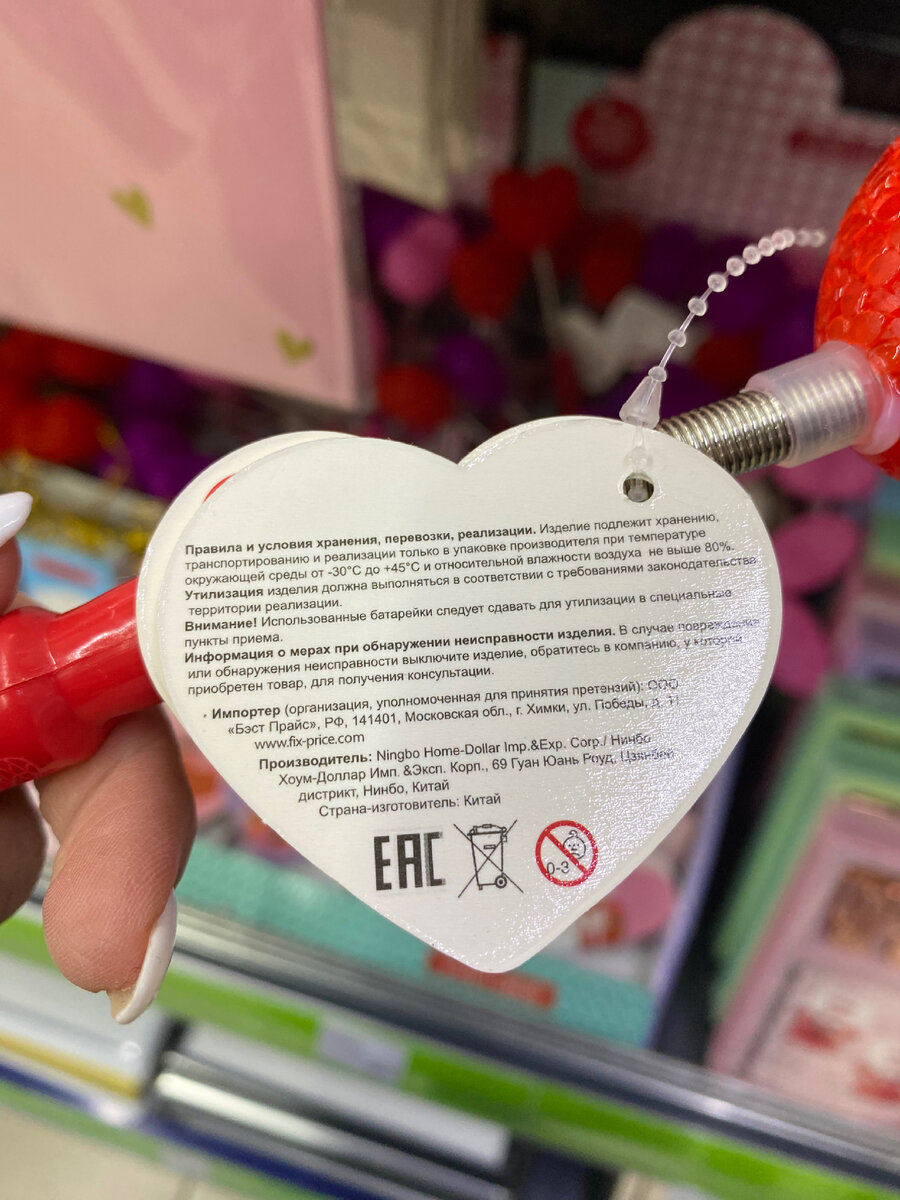 Правила и условия хранения, перевозки, реализации. Изделие подлежит хранению,
транспортированию и реализации только в упаковке производителя при температуре
окружающей среды от -30°С до +45°С и относительной влажности воздуха не выше 80%.
Утилизация изделия должна выполняться в соответствии с требованиями законодательства
территории реализации.
Внимание! Использованные батарейки следует сдавать для утилизации в специальные
пункты приема.
Информация о мерах при обнаружении неисправности изделия. В случае повреждения
или обнаружения неисправности выключите изделие, обратитесь в компанию, у которой
приобретен товар, для получения консультации.
Импортер (организация, уполномоченная для принятия претензий): ООО
«Бэст Прайс», РФ, 141401, Московская обл., г. Химки, ул. Победы, д. 11
www.fix-price.com
Производитель: Ningbo Home-Dollar Imp.&Exp. Corp./ Нинбо
Хоум-Доллар Имп. &Эксп. Корп., 69 Гуан Юань Роуд, Цзянбей
дистрикт, Нинбо, Китай
Страна-изготовитель: Китай
EAC
0-3